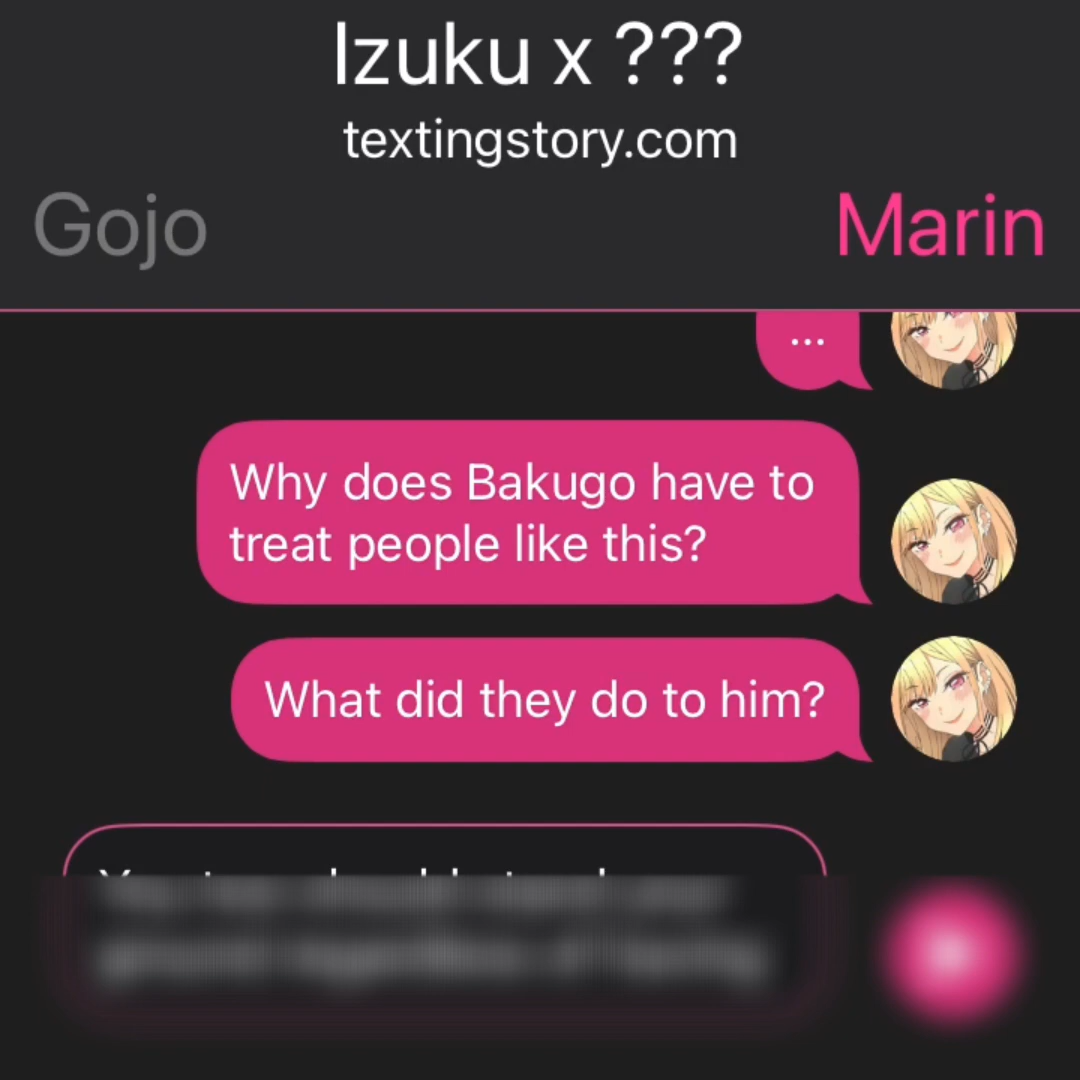 Izuku x ???
textingstory.com
Gojo
Marin
...
Why does Bakugo have to
treat people like this?
What did they do to him?